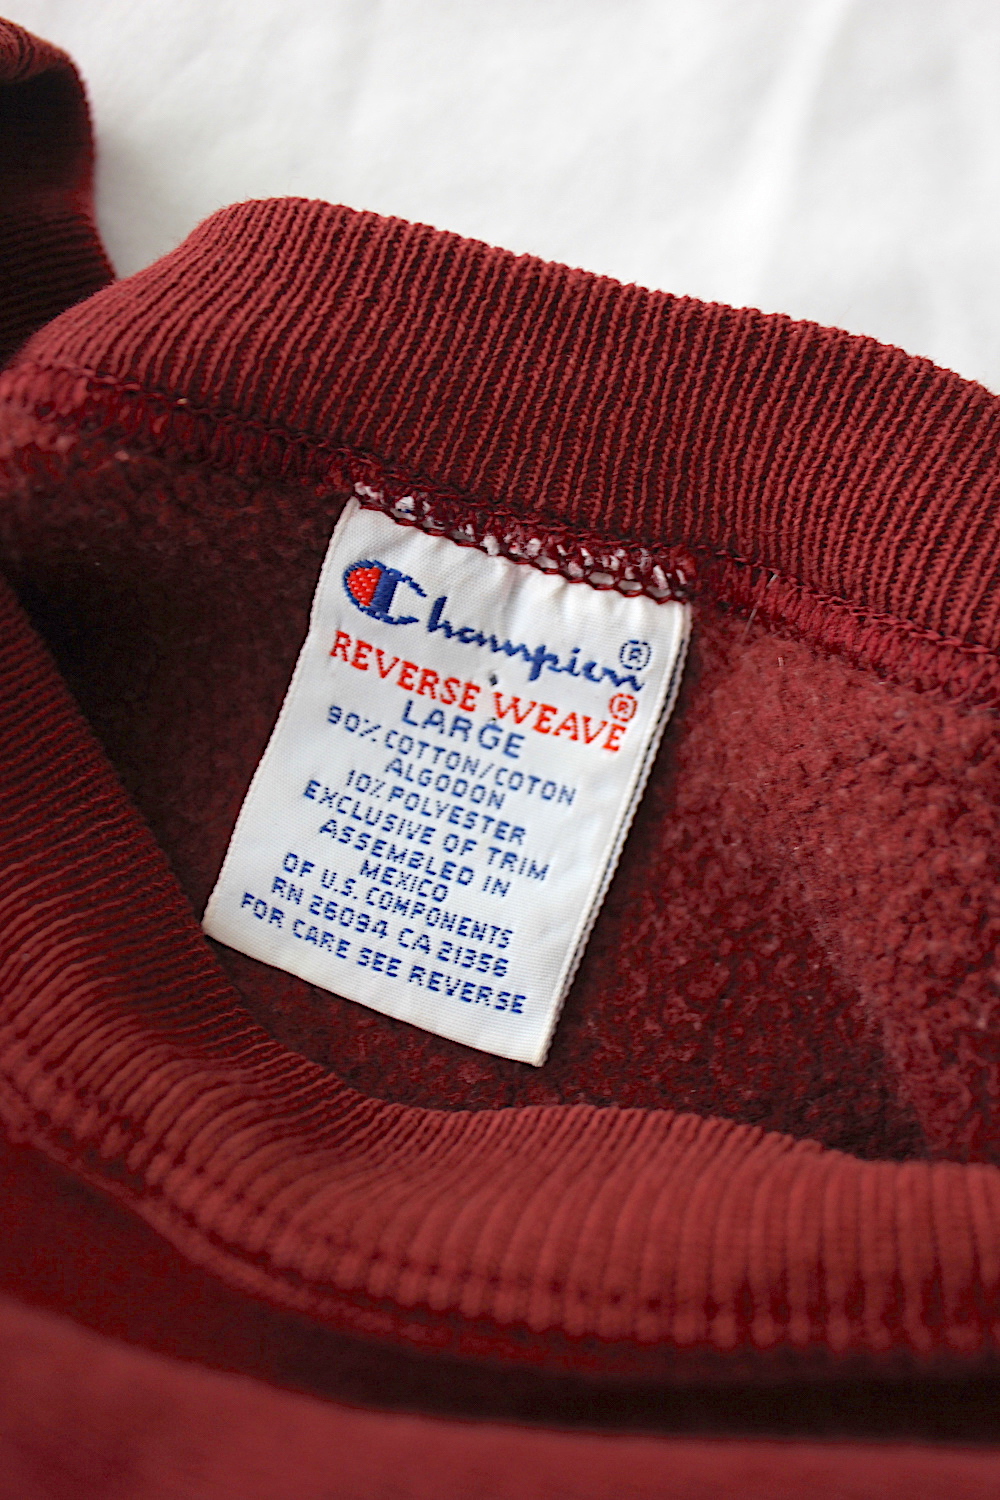 Champion®
REVERSE WEAVE®
LARGE
90% COTTON/COTON
ALGODON
10% POLYESTER
EXCLUSIVE OF TRIM
ASSEMBLED IN
MEXICO
OF U.S. COMPONENTS
RN 26094 CA 21356
FOR CARE SEE REVERSE